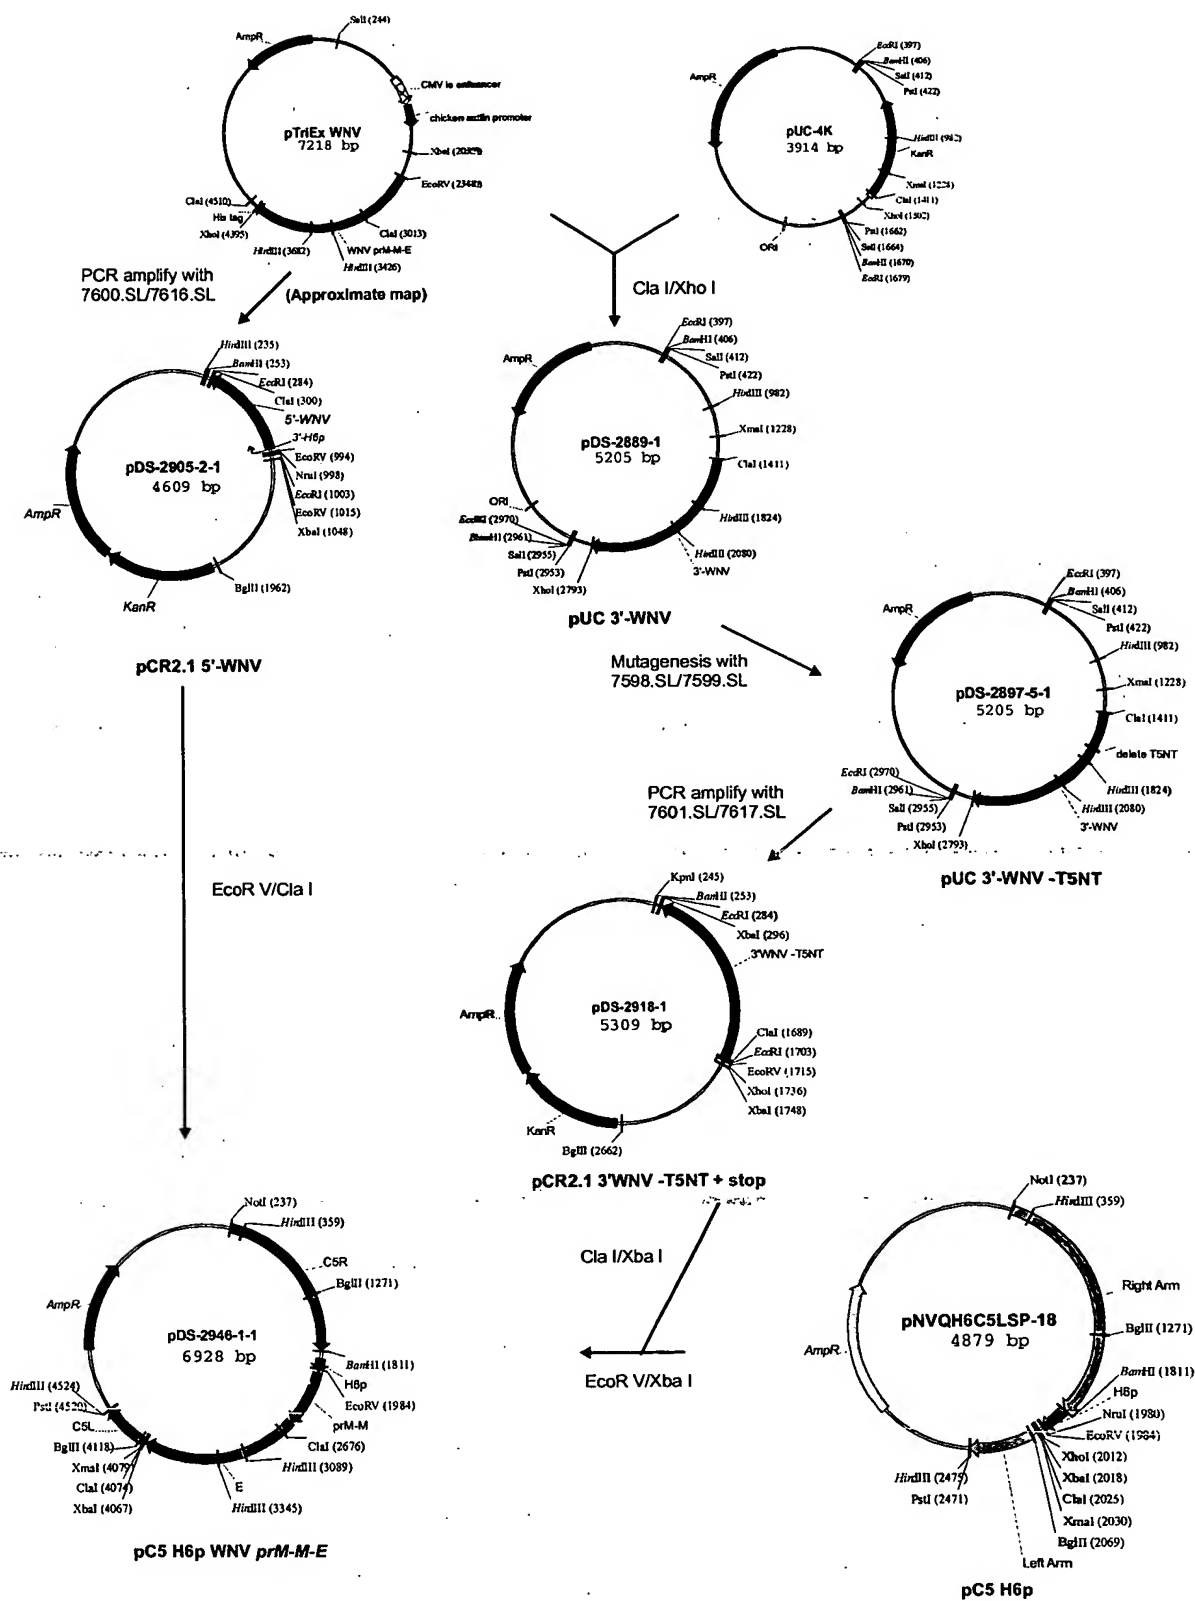 SalI (244)
AmpR
CMV ie enhancer
chicken actin promoter
pTriEx WNV
7218 bp
EcoRV (2348)
ClaI (4510)
His tag
XhoI (4395)
ClaI (3013)
HindIII (3682)
WNV prM-M-E
HindIII (3426)
(Approximate map)
PCR amplify with
7600.SL/7616.SL
EcoRI (397)
BamHI (406)
SalI (412)
PstI (422)
AmpR
pUC-4K
3914 bp
HindIII (982)
KanR
XmaI (1228)
ClaI (1411)
XhoI (1502)
PstI (1662)
SalI (1664)
BamHI (1670)
EcoRI (1679)
ORI
Cla I/Xho I
HindIII (235)
BamHI (253)
EcoRI (284)
ClaI (300)
5'-WNV
3'-H6p
EcoRV (994)
NruI (998)
EcoRI (1003)
EcoRV (1015)
XbaI (1048)
pDS-2905-2-1
4609 bp
AmpR
KanR
BglII (1962)
pCR2.1 5'-WNV
EcoRI (397)
BamHI (406)
SalI (412)
PstI (422)
AmpR
HindIII (982)
pDS-2889-1
5205 bp
XmaI (1228)
ClaI (1411)
ORI
EcoRI (2970)
BamHI (2961)
SalI (2955)
PstI (2953)
XhoI (2793)
HindIII (1824)
HindIII (2080)
3'-WNV
pUC 3'-WNV
Mutagenesis with
7598.SL/7599.SL
EcoRI (397)
BamHI (406)
SalI (412)
PstI (422)
AmpR
HindIII (982)
pDS-2897-5-1
5205 bp
XmaI (1228)
ClaI (1411)
delete T5NT
HindIII (1824)
HindIII (2080)
3'-WNV
EcoRI (2970)
BamHI (2961)
SalI (2955)
PstI (2953)
XhoI (2793)
pUC 3'-WNV -T5NT
PCR amplify with
7601.SL/7617.SL
EcoR V/Cla I
KpnI (245)
BamHI (253)
EcoRI (284)
XbaI (296)
3'WNV -T5NT
AmpR
pDS-2918-1
5309 bp
ClaI (1689)
EcoRI (1703)
EcoRV (1715)
XhoI (1736)
XbaI (1748)
KanR
BglII (2662)
pCR2.1 3'WNV -T5NT + stop
Cla I/Xba I
EcoR V/Xba I
NotI (237)
HindIII (359)
C5R
BglII (1271)
AmpR
pDS-2946-1-1
6928 bp
BamHI (1811)
H6p
EcoRV (1984)
prM-M
ClaI (2676)
HindIII (3089)
E
HindIII (3345)
HindIII (4524)
PstI (4520)
C5L
BglII (4118)
XmaI (4079)
ClaI (4074)
XbaI (4067)
pC5 H6p WNV prM-M-E
NotI (237)
HindIII (359)
Right Arm
pNVQH6C5LSP-18
4879 bp
AmpR
BglII (1271)
BamHI (1811)
H6p
NruI (1980)
EcoRV (1984)
XhoI (2012)
XbaI (2018)
ClaI (2025)
XmaI (2030)
BglII (2069)
HindIII (2475)
PstI (2471)
Left Arm
pC5 H6p